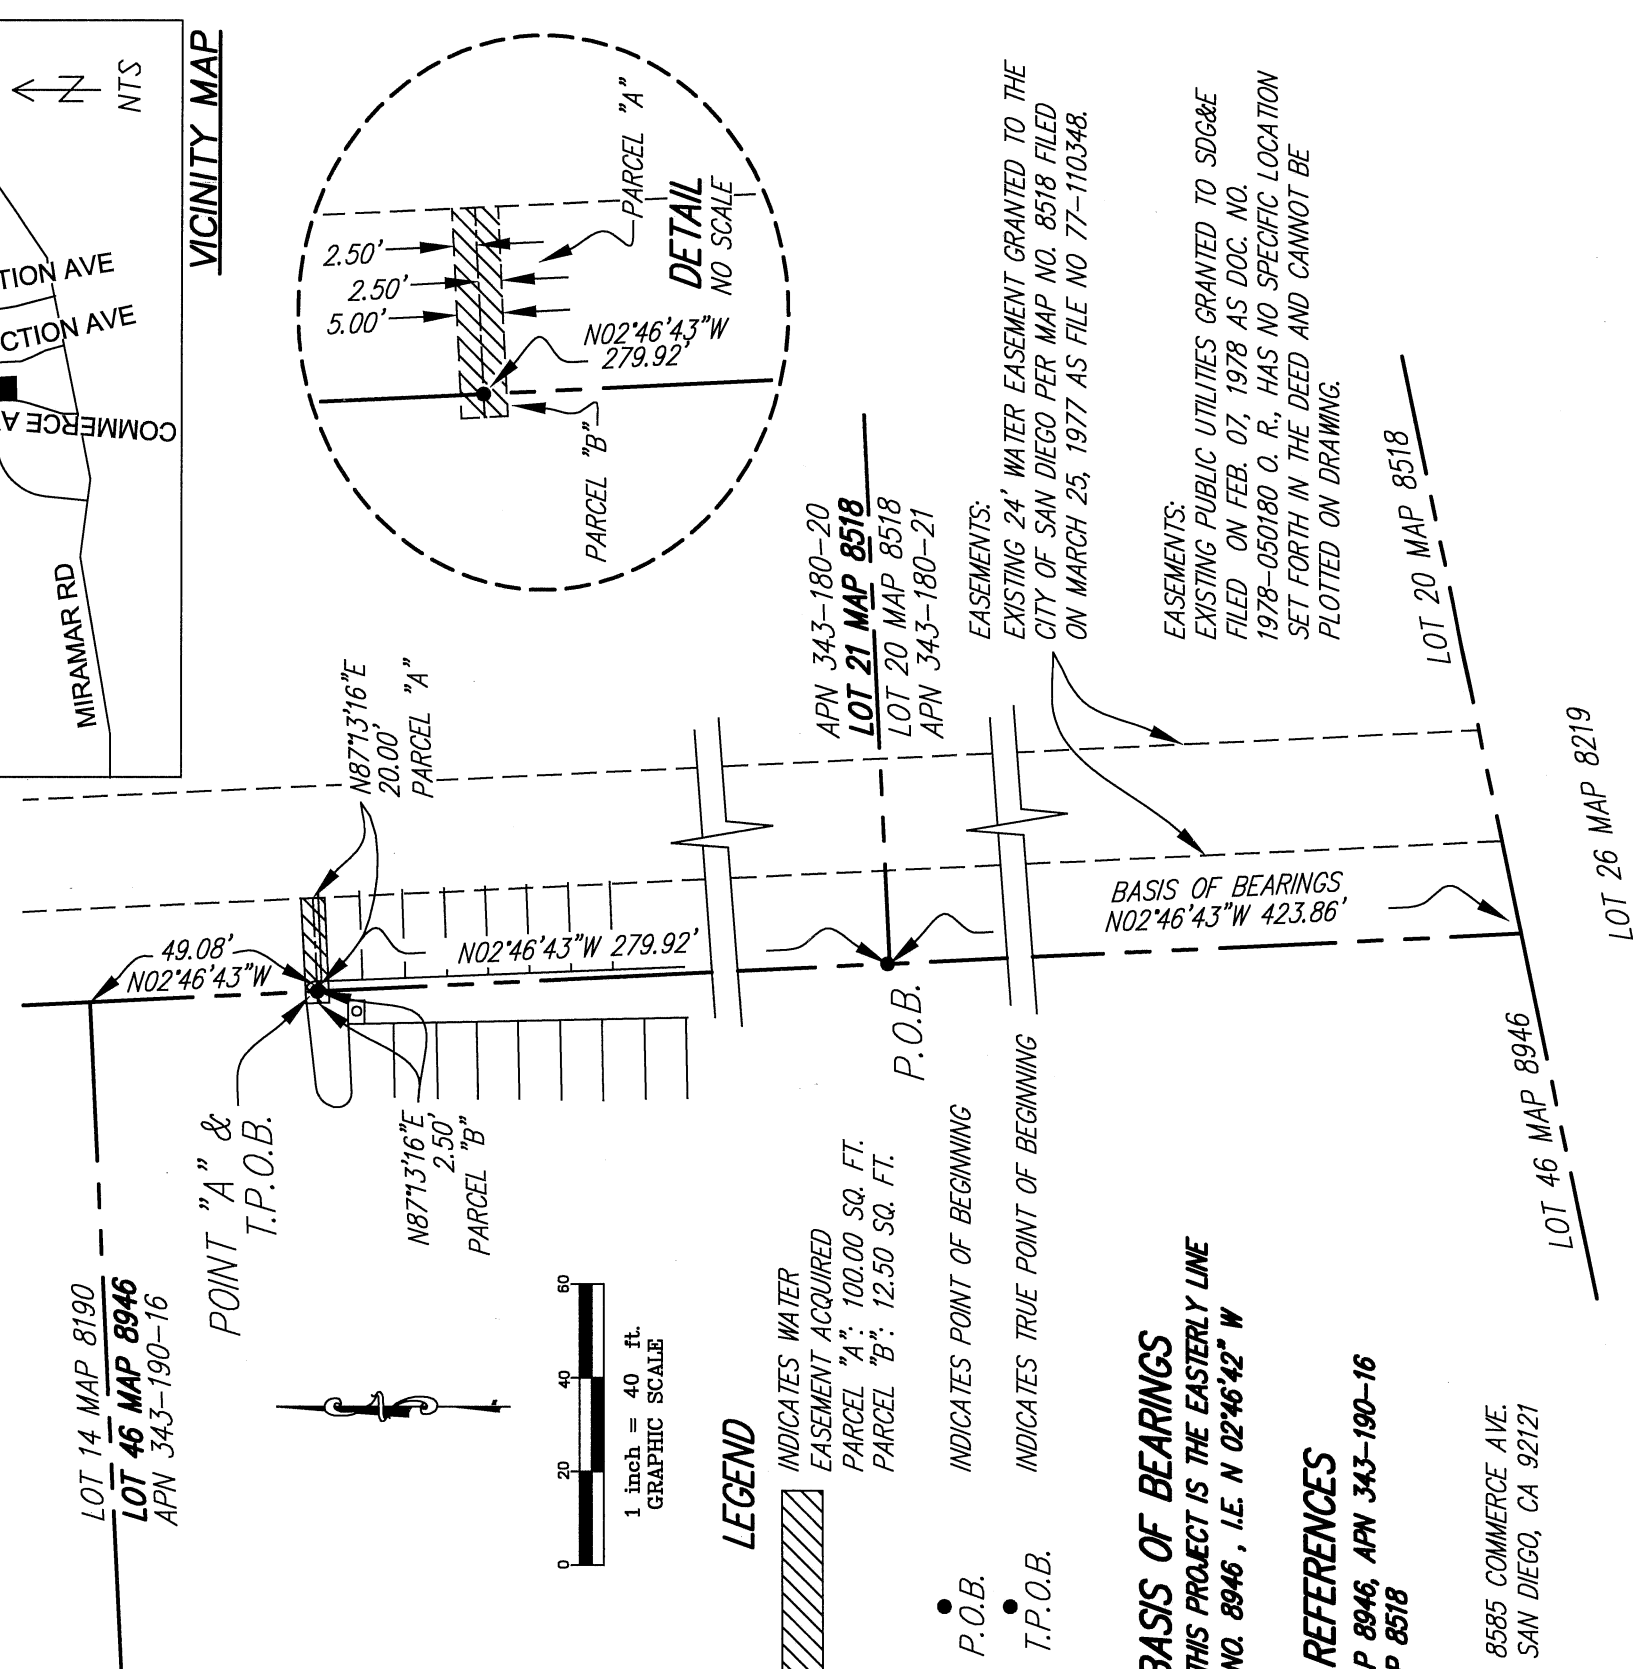 NTS
VICINITY MAP
TION AVE
CTION AVE
COMMERCE A
MIRAMAR RD
2.50'
2.50'
5.00'
PARCEL "A"
DETAIL
NO SCALE
N02°46'43"W
279.92'
PARCEL "B"
N87°13'16"E
20.00'
PARCEL "A"
49.08'
N02°46'43"W
N02°46'43"W 279.92'
POINT "A" &
T.P.O.B.
N87°13'16"E
2.50'
PARCEL "B"
LOT 14 MAP 8190
LOT 46 MAP 8946
APN 343-190-16
APN 343-180-20
LOT 21 MAP 8518
LOT 20 MAP 8518
APN 343-180-21
P.O.B.
EASEMENTS:
EXISTING 24' WATER EASEMENT GRANTED TO THE
CITY OF SAN DIEGO PER MAP NO. 8518 FILED
ON MARCH 25, 1977 AS FILE NO 77-110348.
EASEMENTS:
EXISTING PUBLIC UTILITIES GRANTED TO SDG&E
FILED ON FEB. 07, 1978 AS DOC. NO.
1978-050180 O. R., HAS NO SPECIFIC LOCATION
SET FORTH IN THE DEED AND CANNOT BE
PLOTTED ON DRAWING.
BASIS OF BEARINGS
N02°46'43"W 423.86'
LOT 20 MAP 8518
LOT 26 MAP 8219
LOT 46 MAP 8946
0 20 40 60
1 inch = 40 ft.
GRAPHIC SCALE
LEGEND
INDICATES WATER
EASEMENT ACQUIRED
PARCEL "A": 100.00 SQ. FT.
PARCEL "B": 12.50 SQ. FT.
P.O.B. INDICATES POINT OF BEGINNING
T.P.O.B. INDICATES TRUE POINT OF BEGINNING
BASIS OF BEARINGS
THIS PROJECT IS THE EASTERLY LINE
NO. 8946 , I.E. N 02°46'42" W
REFERENCES
P 8946, APN 343-190-16
P 8518
8585 COMMERCE AVE.
SAN DIEGO, CA 92121